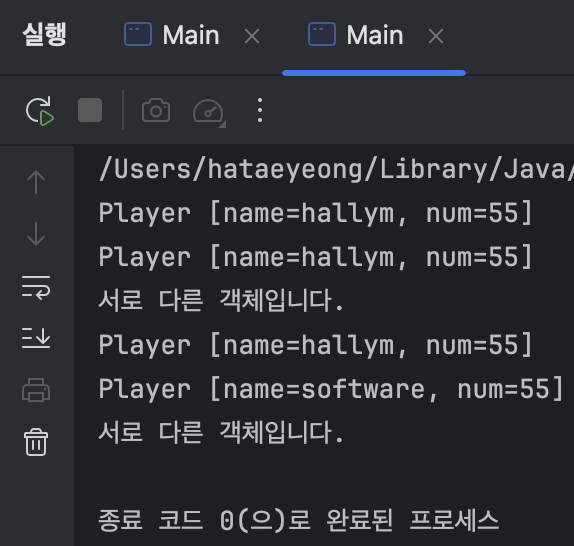 실행 Main Main
/Users/hataeyeong/Library/Java/
Player [name=hallym, num=55]
Player [name=hallym, num=55]
서로 다른 객체입니다.
Player [name=hallym, num=55]
Player [name=software, num=55]
서로 다른 객체입니다.
종료 코드 0(으)로 완료된 프로세스